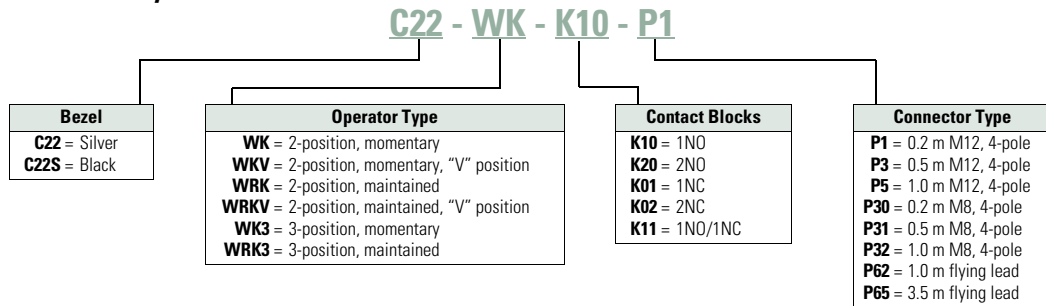 C22 - WK - K10 - P1
Bezel
C22 = Silver
C22S = Black
Operator Type
WK = 2-position, momentary
WKV = 2-position, momentary, “V” position
WRK = 2-position, maintained
WRKV = 2-position, maintained, “V” position
WK3 = 3-position, momentary
WRK3 = 3-position, maintained
Contact Blocks
K10 = 1NO
K20 = 2NO
K01 = 1NC
K02 = 2NC
K11 = 1NO/1NC
Connector Type
P1 = 0.2 m M12, 4-pole
P3 = 0.5 m M12, 4-pole
P5 = 1.0 m M12, 4-pole
P30 = 0.2 m M8, 4-pole
P31 = 0.5 m M8, 4-pole
P32 = 1.0 m M8, 4-pole
P62 = 1.0 m flying lead
P65 = 3.5 m flying lead